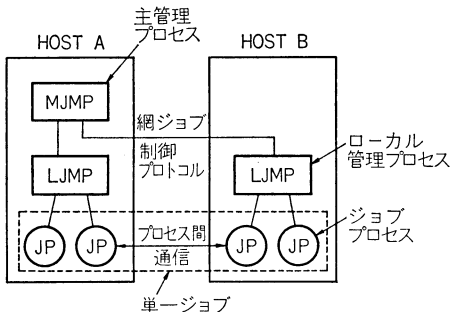 主管理
プロセス
HOST A
HOST B
MJMP
網ジョブ
制御
プロトコル
ローカル
管理プロセス
LJMP
LJMP
ジョブ
プロセス
JP
JP
プロセス間
通信
JP
JP
単一ジョブ